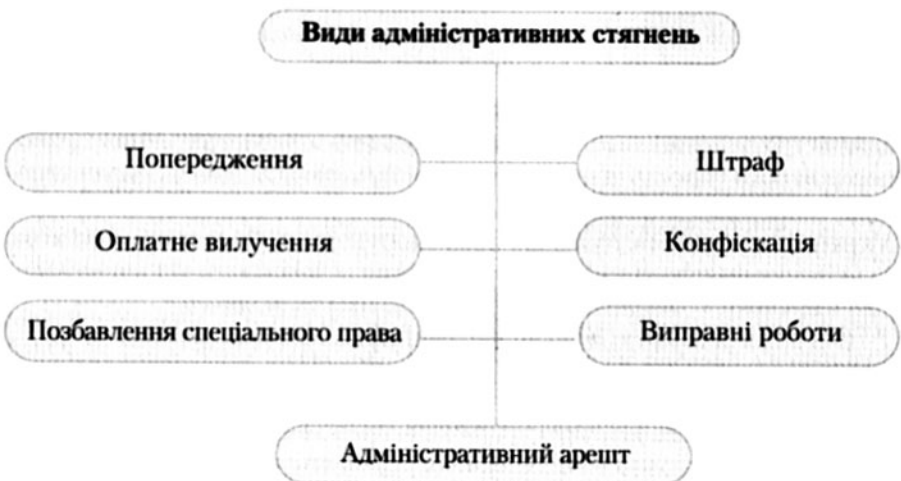 Види адміністративних стягнень
Попередження
Штраф
Оплатне вилучення
Конфіскація
Позбавлення спеціального права
Виправні роботи
Адміністративний арешт